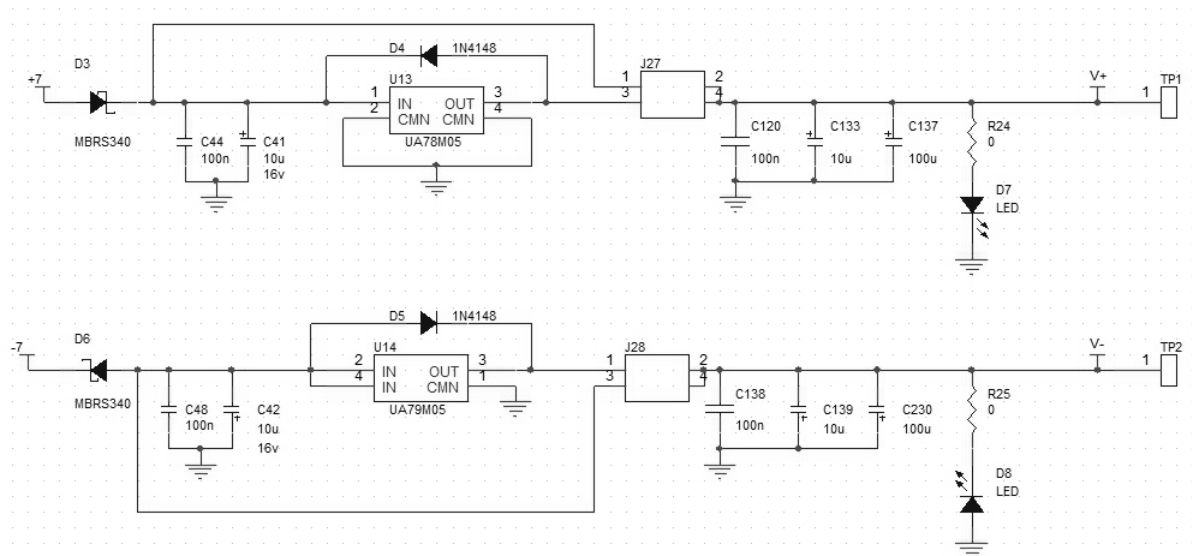 D3
+7
MBRS340
C44
100n
C41
10u
16v
D4
1N4148
U13
1
IN
OUT
3
2
CMN
CMN
4
UA78M05
J27
1
2
3
4
C120
100n
C133
10u
C137
100u
R24
0
D7
LED
V+
1
TP1
D6
-7
MBRS340
C48
100n
C42
10u
16v
D5
1N4148
U14
2
IN
OUT
3
4
IN
CMN
1
UA79M05
J28
1
2
3
4
C138
100n
C139
10u
C230
100u
R25
0
D8
LED
V-
1
TP2